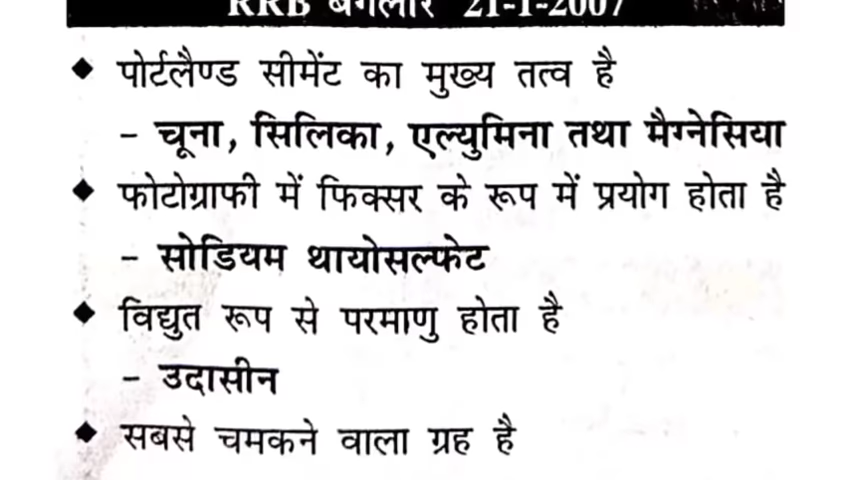 RRB बंगलौर 21-1-2007
◆ पोर्टलैण्ड सीमेंट का मुख्य तत्व है
– चूना, सिलिका, एल्युमिना तथा मैग्नेसिया
◆ फोटोग्राफी में फिक्सर के रूप में प्रयोग होता है
– सोडियम थायोसल्फेट
◆ विद्युत रूप से परमाणु होता है
– उदासीन
◆ सबसे चमकने वाला ग्रह है